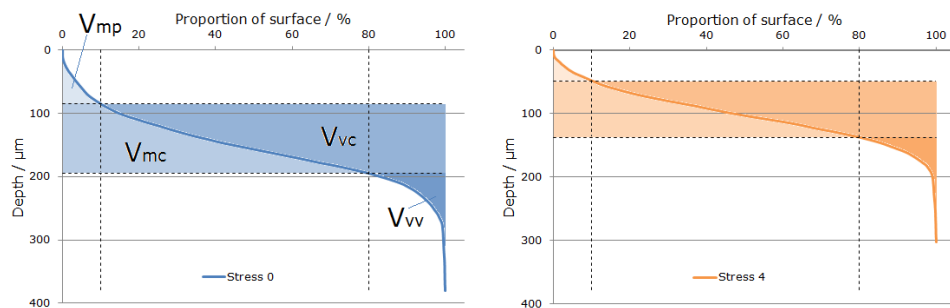 Proportion of surface / %
0 20 40 60 80 100
Vmp
0
100
200
300
400
Depth / µm
Vvc
Vmc
Vvv
Stress 0
Proportion of surface / %
0 20 40 60 80 100
0
100
200
300
400
Depth / µm
Stress 4